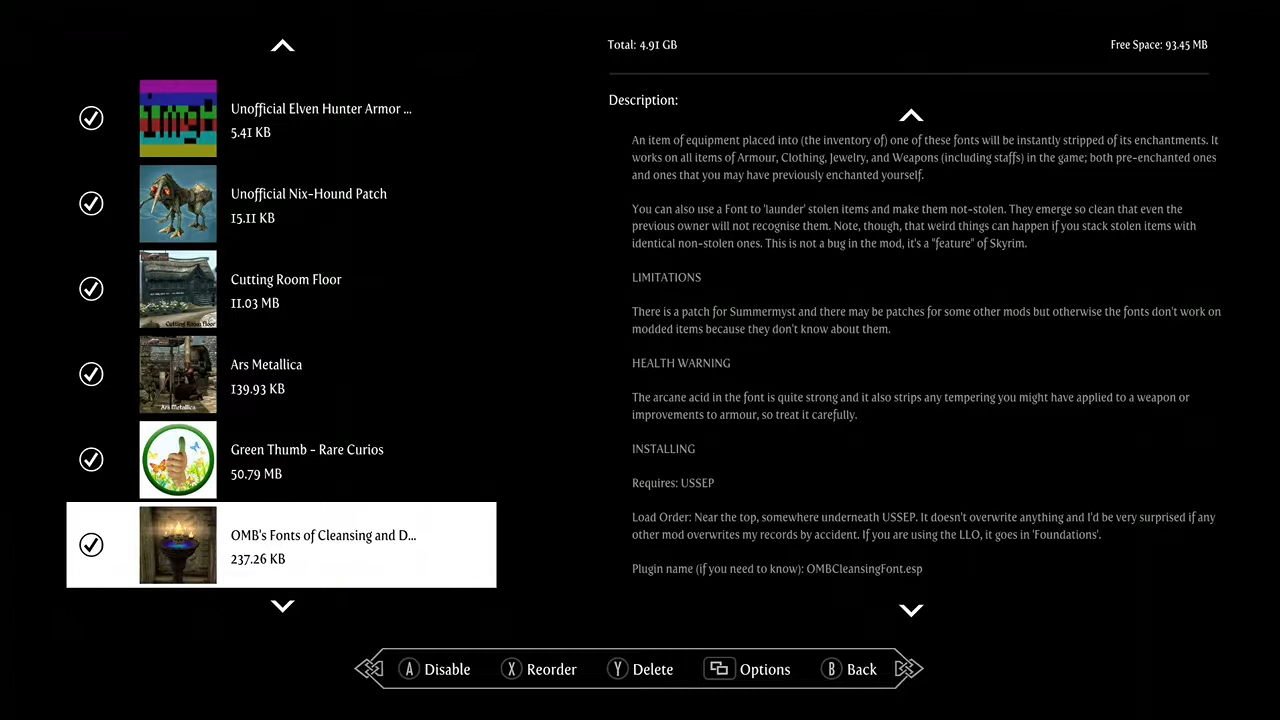 Total: 4.91 GB
Free Space: 93.45 MB
Unofficial Elven Hunter Armor ...
5.41 KB
Unofficial Nix-Hound Patch
15.11 KB
Cutting Room Floor
Cutting Room Floor
11.03 MB
Ars Metallica
Ars Metallica
139.93 KB
Green Thumb - Rare Curios
50.79 MB
OMB's Fonts of Cleansing and D...
237.26 KB
Description:
An item of equipment placed into (the inventory of) one of these fonts will be instantly stripped of its enchantments. It
works on all items of Armour, Clothing, Jewelry, and Weapons (including staffs) in the game; both pre-enchanted ones
and ones that you may have previously enchanted yourself.
You can also use a Font to 'launder' stolen items and make them not-stolen. They emerge so clean that even the
previous owner will not recognise them. Note, though, that weird things can happen if you stack stolen items with
identical non-stolen ones. This is not a bug in the mod, it's a "feature" of Skyrim.
LIMITATIONS
There is a patch for Summermyst and there may be patches for some other mods but otherwise the fonts don't work on
modded items because they don't know about them.
HEALTH WARNING
The arcane acid in the font is quite strong and it also strips any tempering you might have applied to a weapon or
improvements to armour, so treat it carefully.
INSTALLING
Requires: USSEP
Load Order: Near the top, somewhere underneath USSEP. It doesn't overwrite anything and I'd be very surprised if any
other mod overwrites my records by accident. If you are using the LLO, it goes in 'Foundations'.
Plugin name (if you need to know): OMBCleansingFont.esp
A Disable
X Reorder
Y Delete
Options
B Back